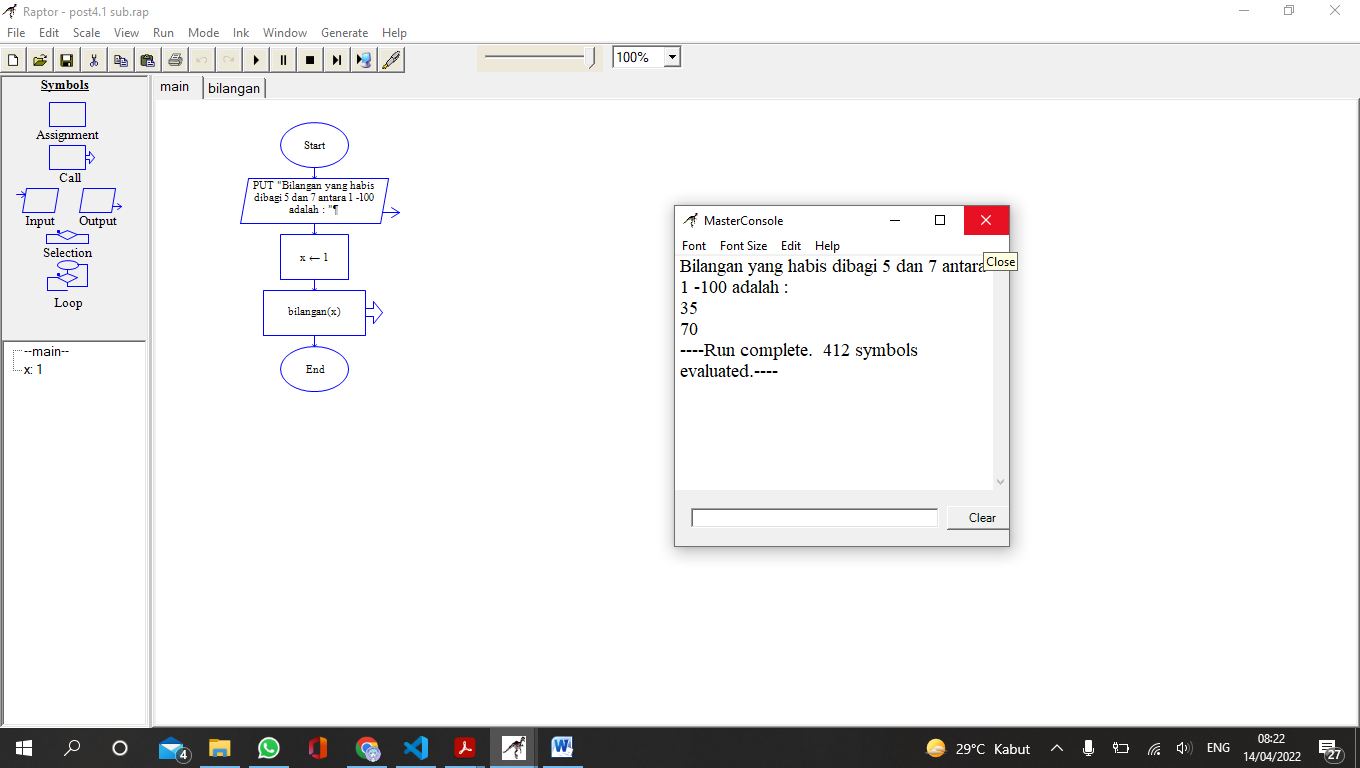 Raptor - post4.1 sub.rap
File Edit Scale View Run Mode Ink Window Generate Help
100%
Symbols
Assignment
Call
Input Output
Selection
Loop
--main--
x: 1
main bilangan
Start
PUT "Bilangan yang habis
dibagi 5 dan 7 antara 1 -100
adalah : "¶
x ← 1
bilangan(x)
End
MasterConsole
Font Font Size Edit Help
Close
Bilangan yang habis dibagi 5 dan 7 antara
1 -100 adalah :
35
70
----Run complete. 412 symbols
evaluated.----
Clear
4
29°C Kabut
ENG
08:22
14/04/2022
27